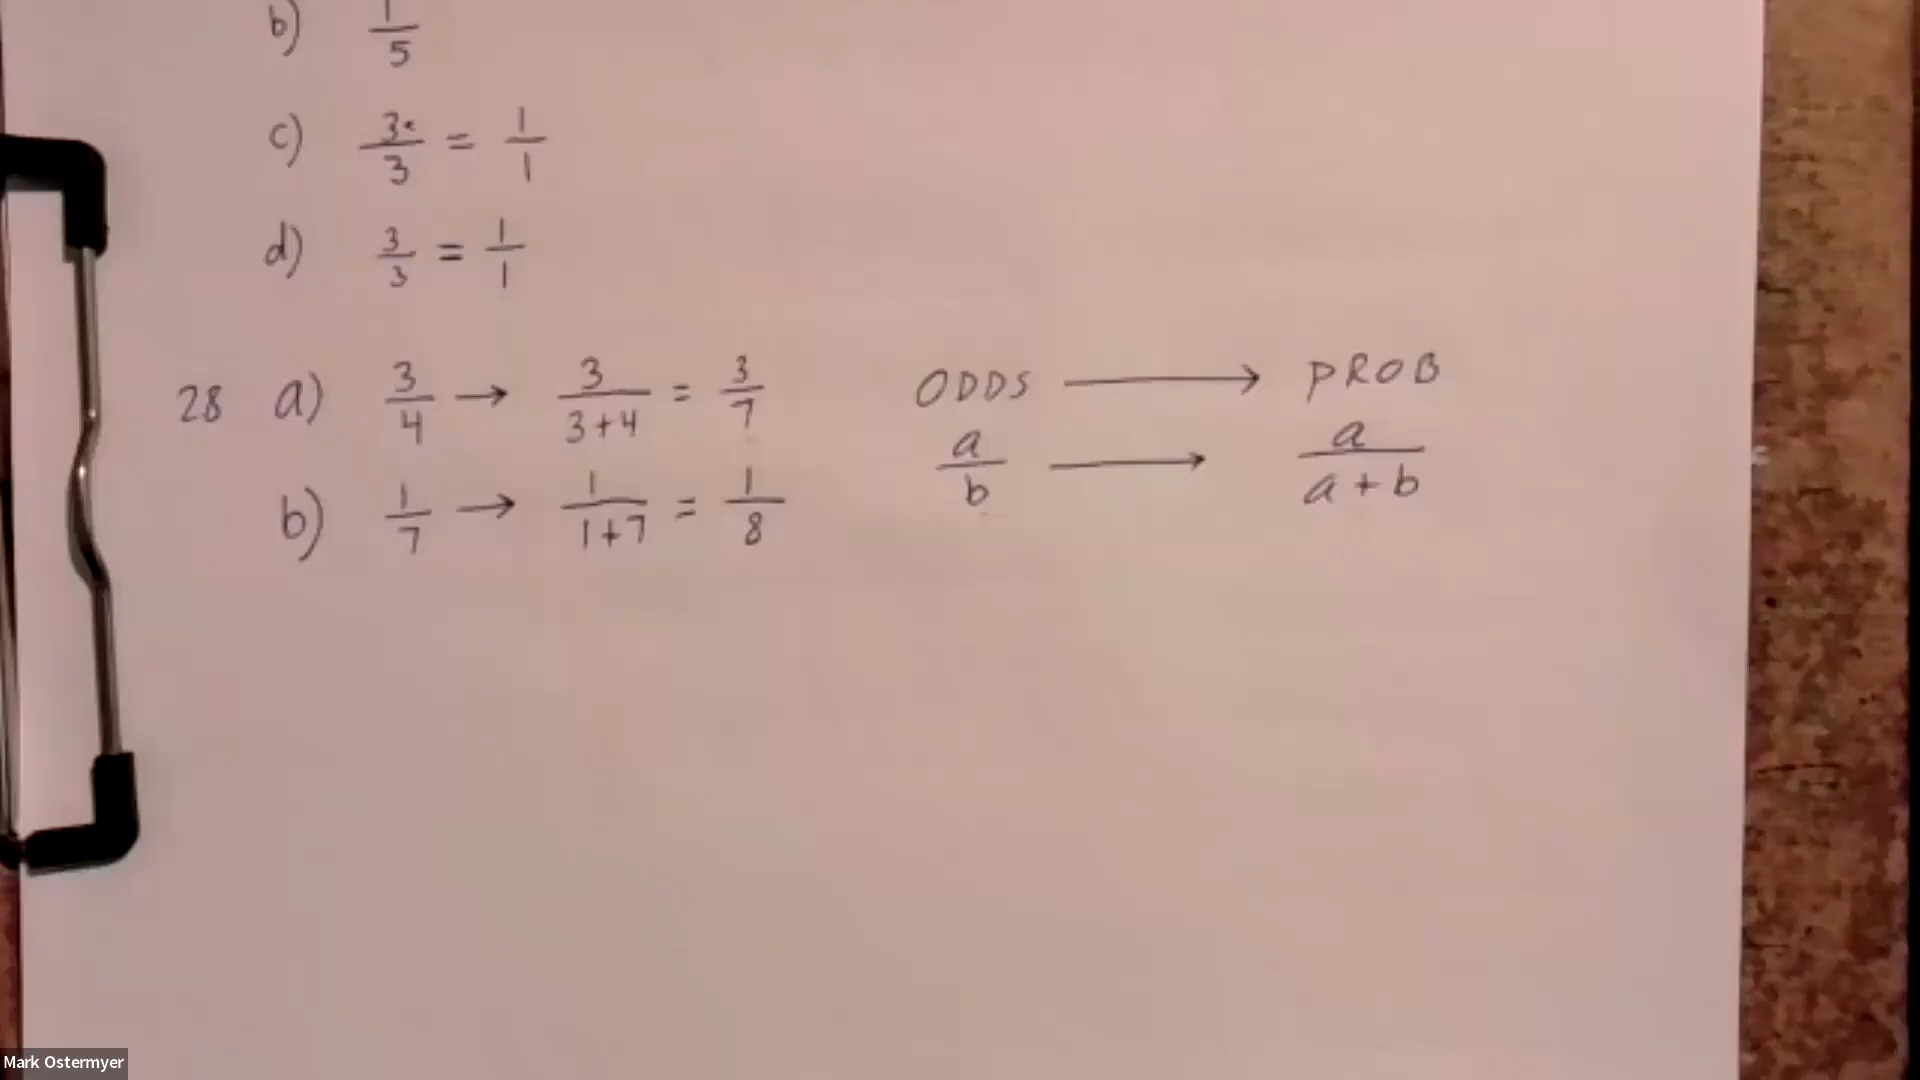 b) 1/5
c) 3/3 = 1/1
d) 3/3 = 1/1
28 a) 3/4 → 3/(3+4) = 3/7 ODDS → PROB
a/b → a/(a+b)
b) 1/7 → 1/(1+7) = 1/8
Mark Ostermyer